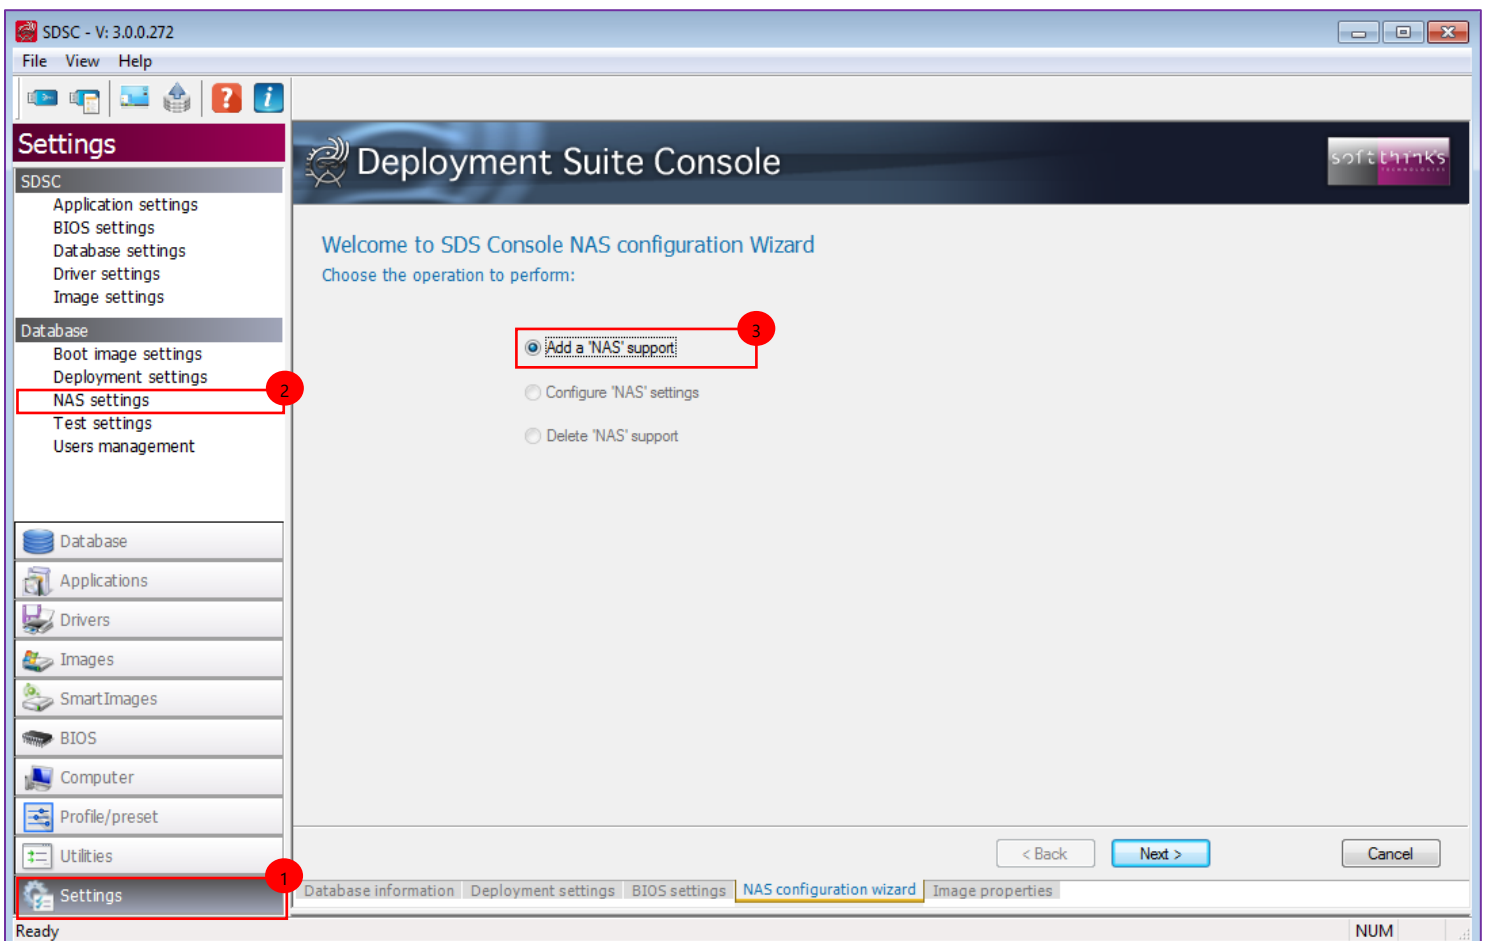 SDSC - V: 3.0.0.272
File View Help
Settings
SDSC
Application settings
BIOS settings
Database settings
Driver settings
Image settings
Database
Boot image settings
Deployment settings
2
NAS settings
Test settings
Users management
Database
Applications
Drivers
Images
SmartImages
BIOS
Computer
Profile/preset
Utilities
1
Settings
Deployment Suite Console
softthinks
TECHNOLOGIES
Welcome to SDS Console NAS configuration Wizard
Choose the operation to perform:
3
Add a 'NAS' support
Configure 'NAS' settings
Delete 'NAS' support
< Back Next > Cancel
Database information Deployment settings BIOS settings NAS configuration wizard Image properties
Ready NUM